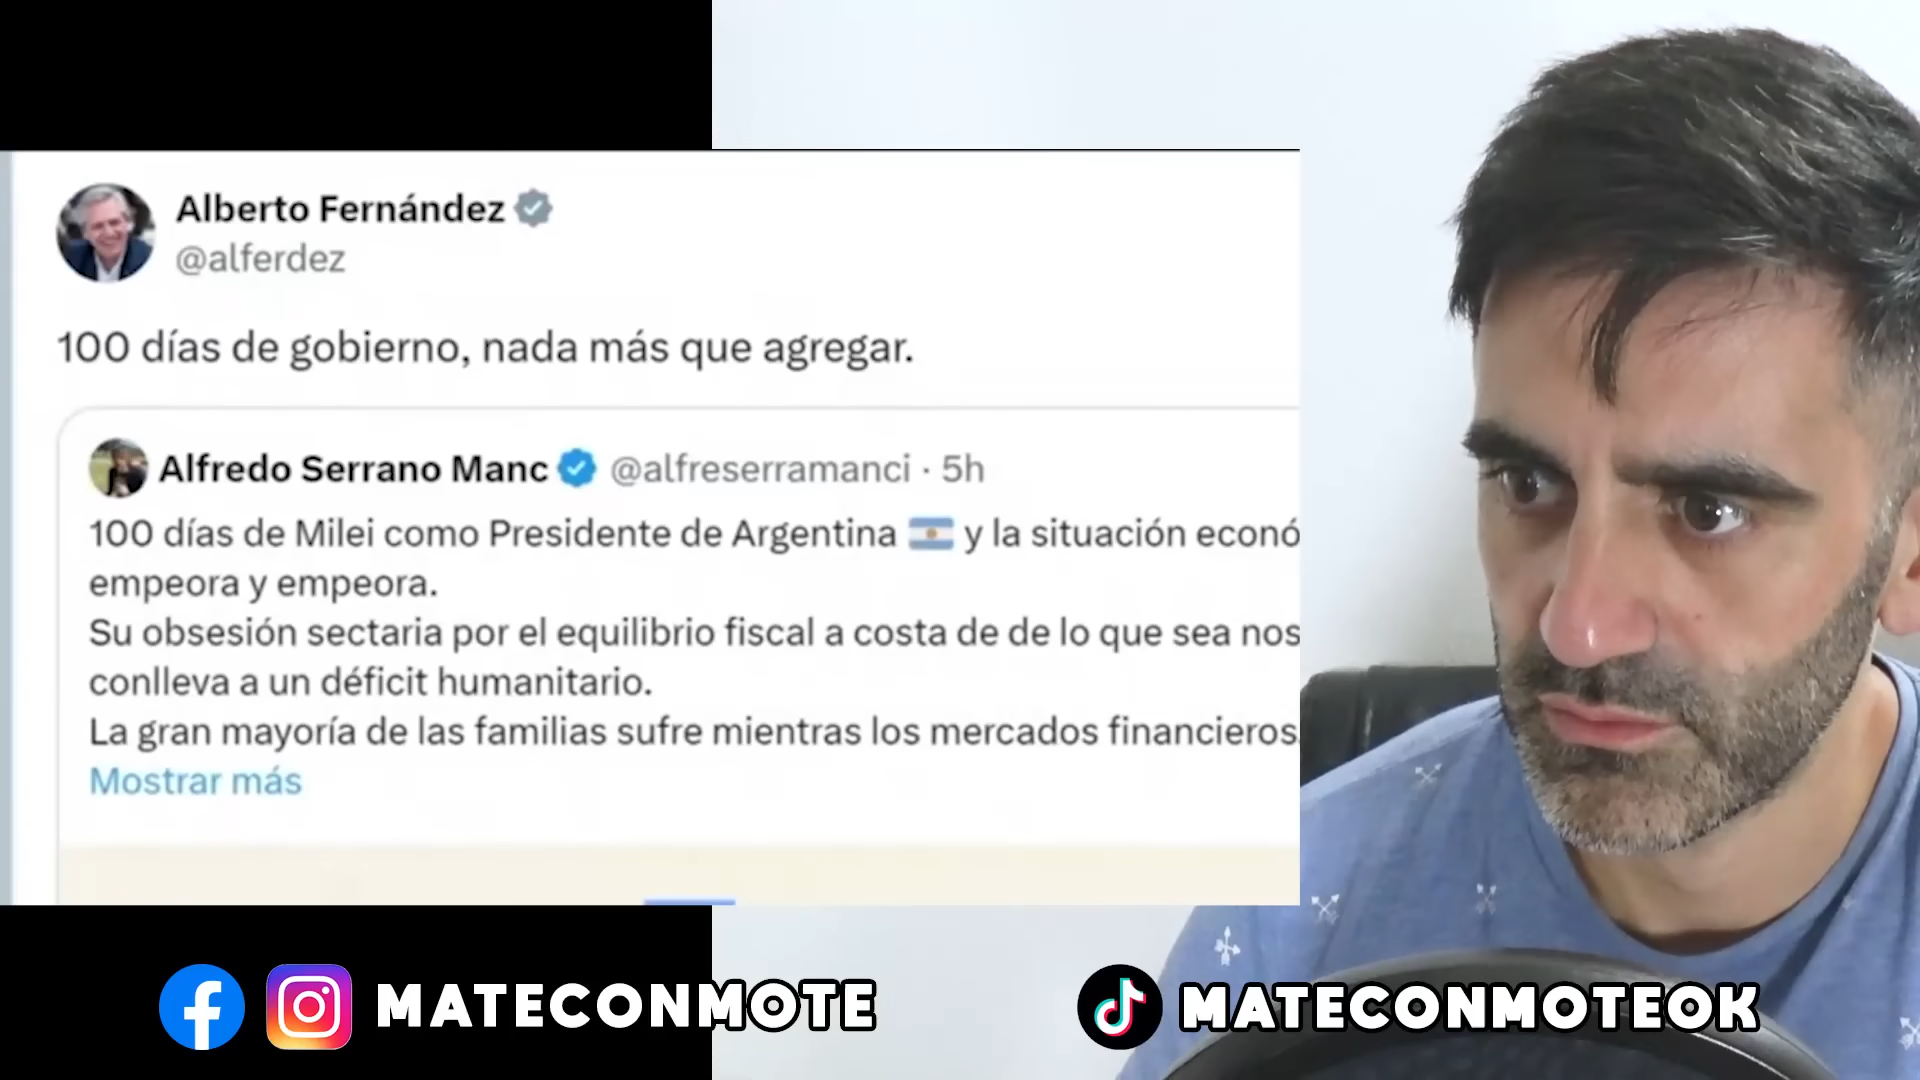 Alberto Fernández
@alferdez
100 días de gobierno, nada más que agregar.
Alfredo Serrano Manc @alfreserramanci · 5h
100 días de Milei como Presidente de Argentina y la situación econó
empeora y empeora.
Su obsesión sectaria por el equilibrio fiscal a costa de de lo que sea nos
conlleva a un déficit humanitario.
La gran mayoría de las familias sufre mientras los mercados financieros
Mostrar más
MATECONMOTE
MATECONMOTEOK